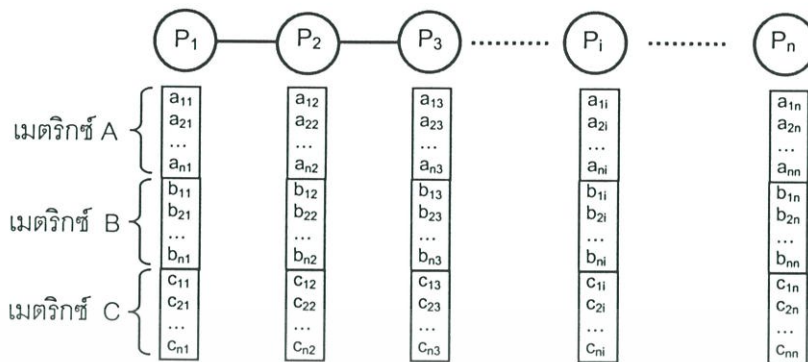 P1 P2 P3 ........ Pi ........ Pn
a11 a12 a13 a1i a1n
a21 a22 a23 a2i a2n
เมตริกซ์ A
... ... ... ... ...
an1 an2 an3 ani ann
b11 b12 b13 b1i b1n
b21 b22 b23 b2i b2n
เมตริกซ์ B
... ... ... ... ...
bn1 bn2 bn3 bni bnn
c11 c12 c13 c1i c1n
c21 c22 c23 c2i c2n
เมตริกซ์ C
... ... ... ... ...
cn1 cn2 cn3 cni cnn